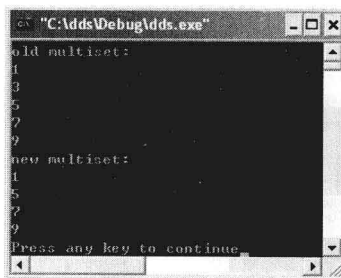 "C:\dds\Debug\dds.exe"
old multiset:
1
3
5
7
9
new multiset:
1
5
7
9
Press any key to continue